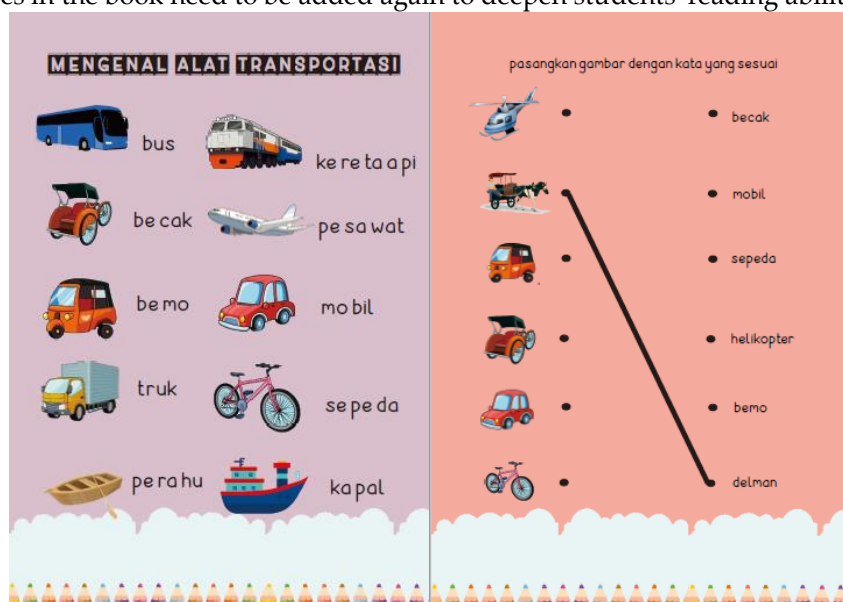 es in the book need to be added again to deepen students' reading abilit
MENGENAL ALAT TRANSPORTASI
bus
ke re ta a pi
be cak
pe sa wat
be mo
mo bil
truk
se pe da
pe ra hu
ka pal
pasangkan gambar dengan kata yang sesuai
becak
mobil
sepeda
helikopter
bemo
delman